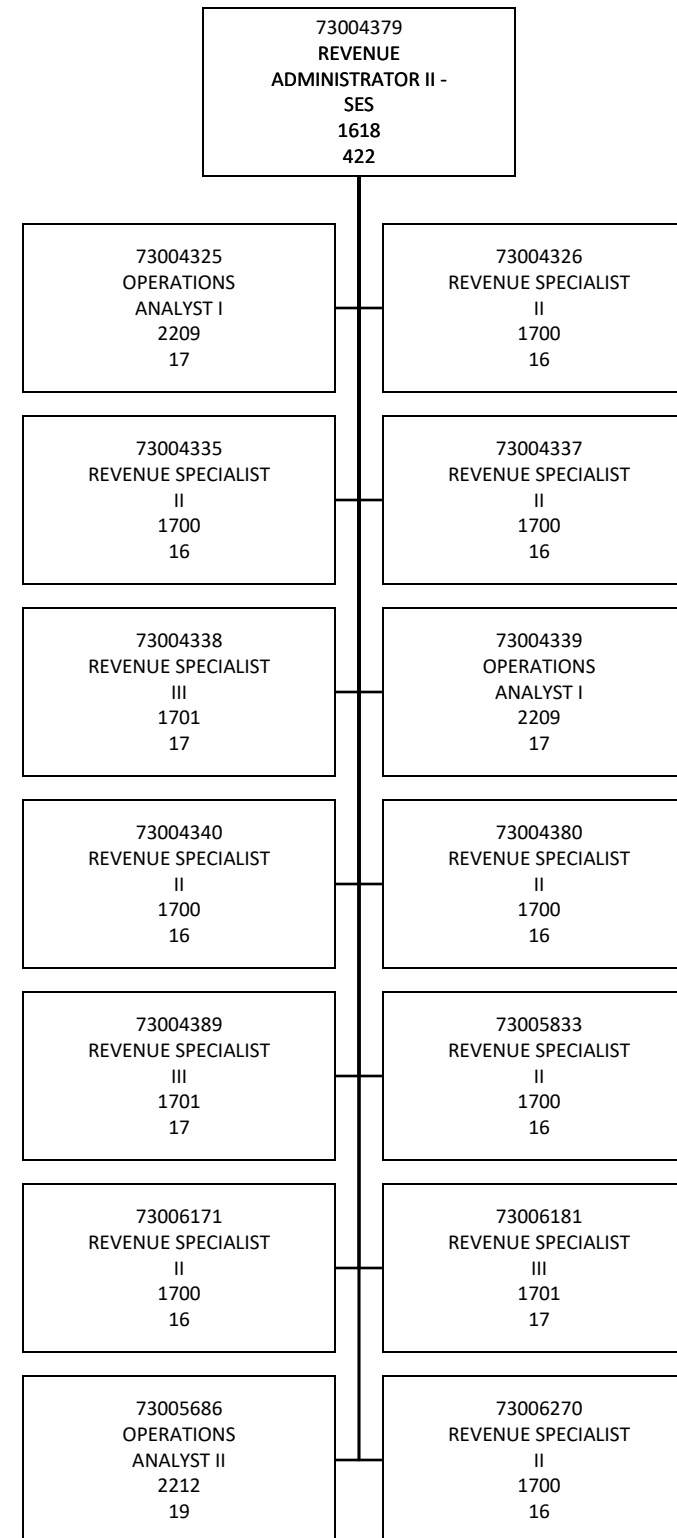 73004379
REVENUE
ADMINISTRATOR II -
SES
1618
422
73004325
OPERATIONS
ANALYST I
2209
17
73004326
REVENUE SPECIALIST
II
1700
16
73004335
REVENUE SPECIALIST
II
1700
16
73004337
REVENUE SPECIALIST
II
1700
16
73004338
REVENUE SPECIALIST
III
1701
17
73004339
OPERATIONS
ANALYST I
2209
17
73004340
REVENUE SPECIALIST
II
1700
16
73004380
REVENUE SPECIALIST
II
1700
16
73004389
REVENUE SPECIALIST
III
1701
17
73005833
REVENUE SPECIALIST
II
1700
16
73006171
REVENUE SPECIALIST
II
1700
16
73006181
REVENUE SPECIALIST
III
1701
17
73005686
OPERATIONS
ANALYST II
2212
19
73006270
REVENUE SPECIALIST
II
1700
16